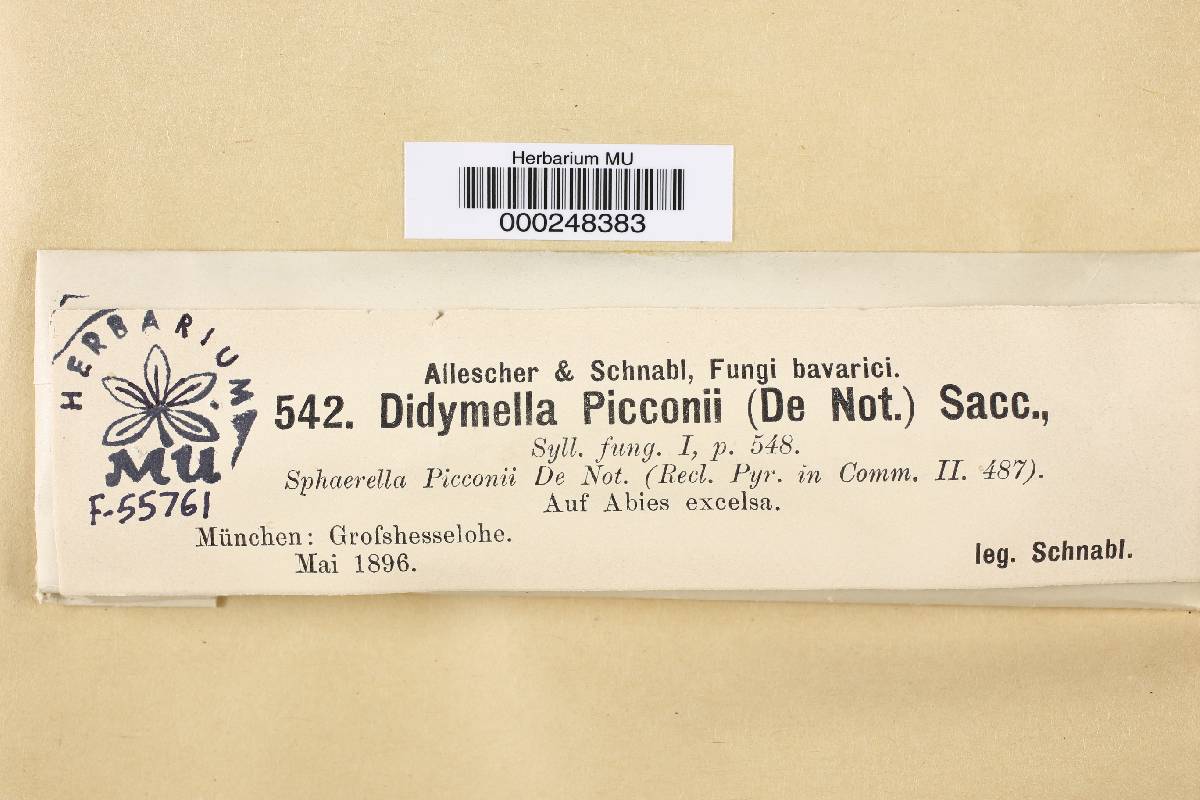 Herbarium MU
000248383
HERBARIUM
MU
F-55761
Allescher & Schnabl, Fungi bavarici.
542. Didymella Picconii (De Not.) Sacc.,
Syll. fung. I, p. 548.
Sphaerella Picconii De Not. (Recl. Pyr. in Comm. II. 487).
Auf Abies excelsa.
München: Groſshesselohe.
Mai 1896.
leg. Schnabl.